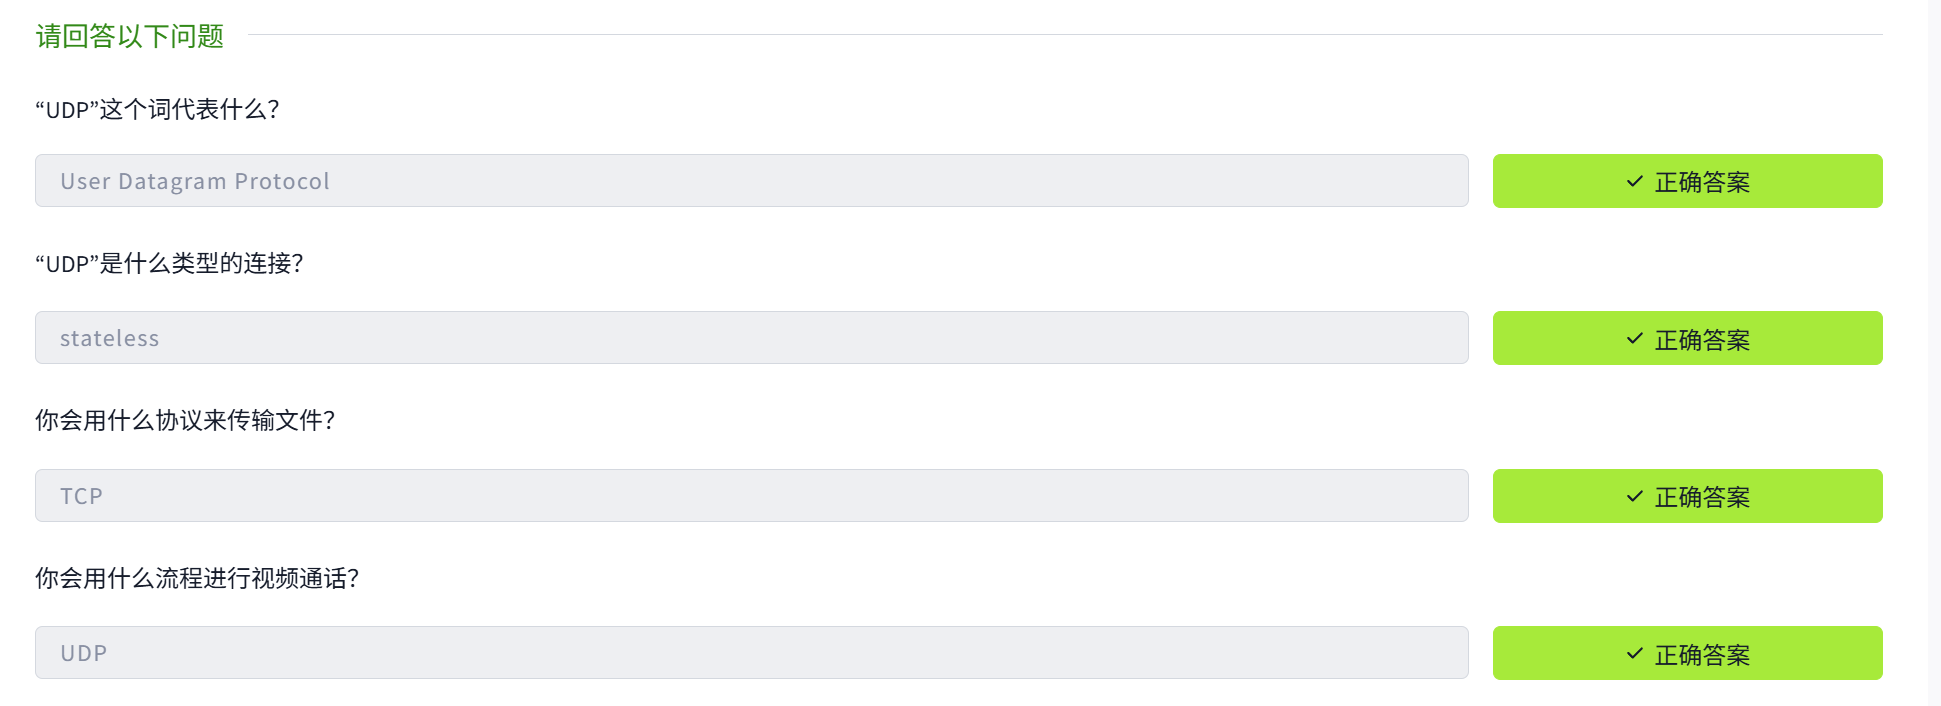 请回答以下问题
“UDP”这个词代表什么？
User Datagram Protocol
正确答案
“UDP”是什么类型的连接？
stateless
正确答案
你会用什么协议来传输文件？
TCP
正确答案
你会用什么流程进行视频通话？
UDP
正确答案